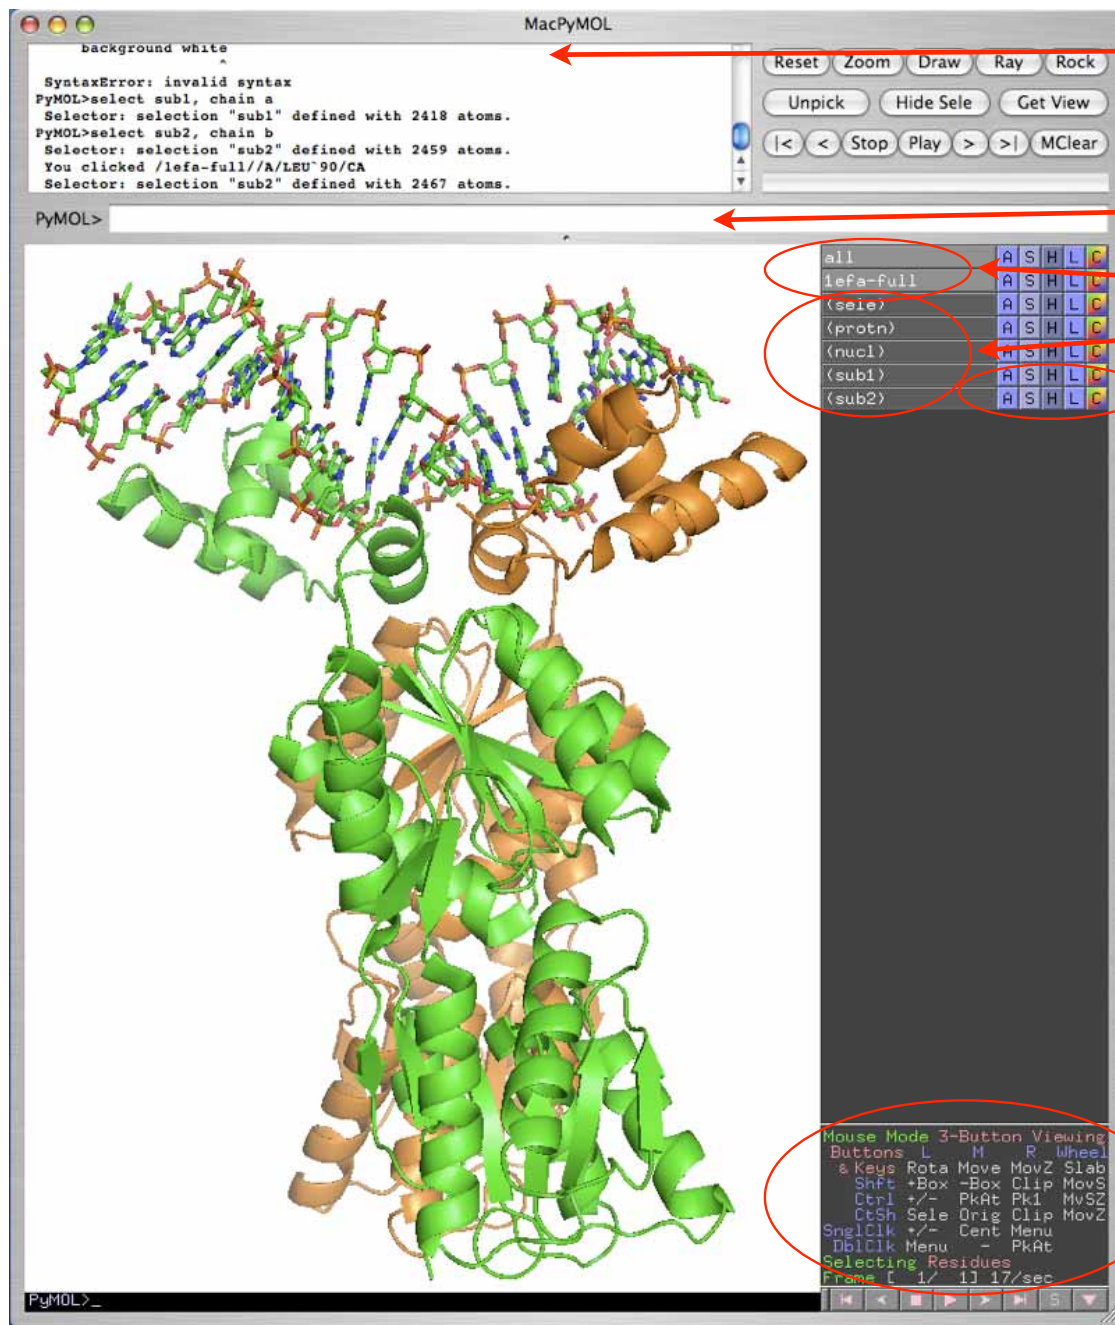 MacPyMOL
background white
^
SyntaxError: invalid syntax
PyMOL>select sub1, chain a
Selector: selection "sub1" defined with 2418 atoms.
PyMOL>select sub2, chain b
Selector: selection "sub2" defined with 2459 atoms.
You clicked /1efa-full//A/LEU`90/CA
Selector: selection "sub2" defined with 2467 atoms.
Reset Zoom Draw Ray Rock
Unpick Hide Sele Get View
|< < Stop Play > >| MClear
PyMOL>
all A S H L C
1efa-full A S H L C
(sele) A S H L C
(protn) A S H L C
(nucl) A S H L C
(sub1) A S H L C
(sub2) A S H L C
Mouse Mode 3-Button Viewing
Buttons L M R Wheel
& Keys Rota Move MovZ Slab
Shft +Box -Box Clip MovS
Ctrl +/- PkAt Pk1 MvSZ
CtSh Sele Orig Clip MovZ
SnglClk +/- Cent Menu
DblClk Menu - PkAt
Selecting Residues
Frame [ 1/ 1] 17/sec
PyMOL>_
S